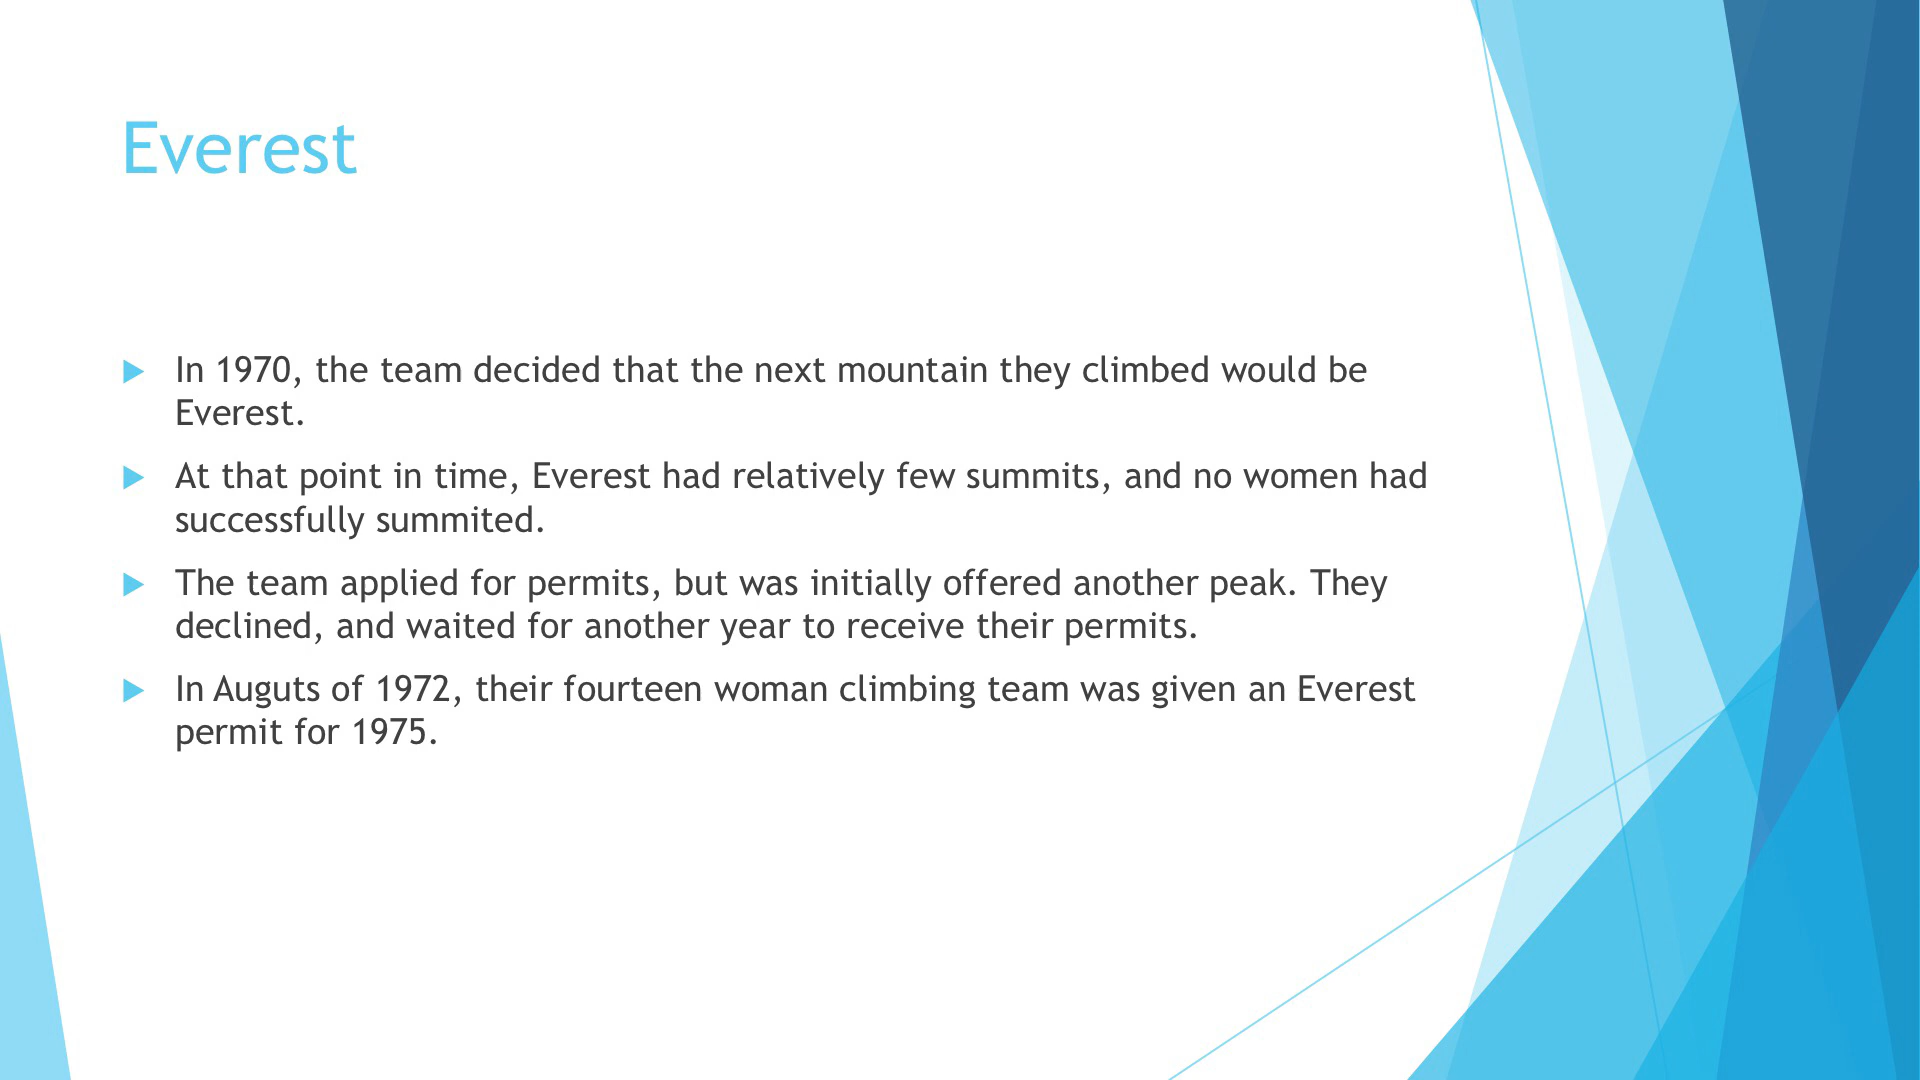 Everest
In 1970, the team decided that the next mountain they climbed would be
Everest.
At that point in time, Everest had relatively few summits, and no women had
successfully summited.
The team applied for permits, but was initially offered another peak. They
declined, and waited for another year to receive their permits.
In Auguts of 1972, their fourteen woman climbing team was given an Everest
permit for 1975.